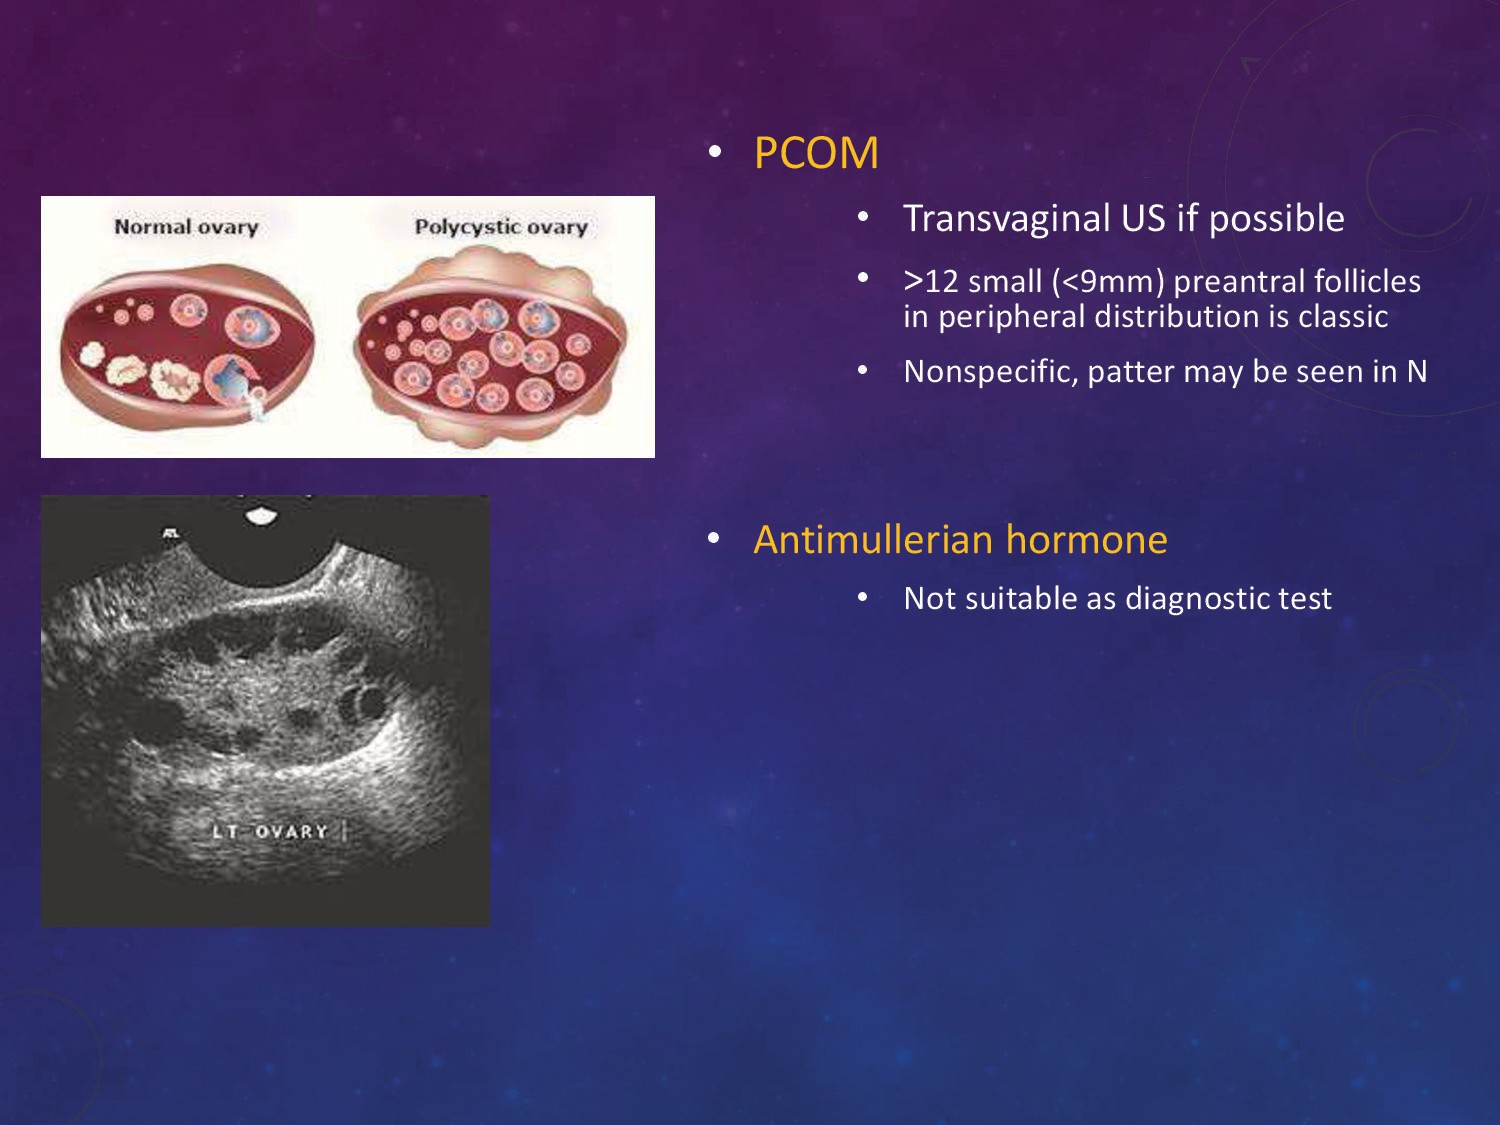 • PCOM
• Transvaginal US if possible
• >12 small (<9mm) preantral follicles
in peripheral distribution is classic
• Nonspecific, patter may be seen in N
Normal ovary
Polycystic ovary
ATL
LT OVARY
• Antimullerian hormone
• Not suitable as diagnostic test